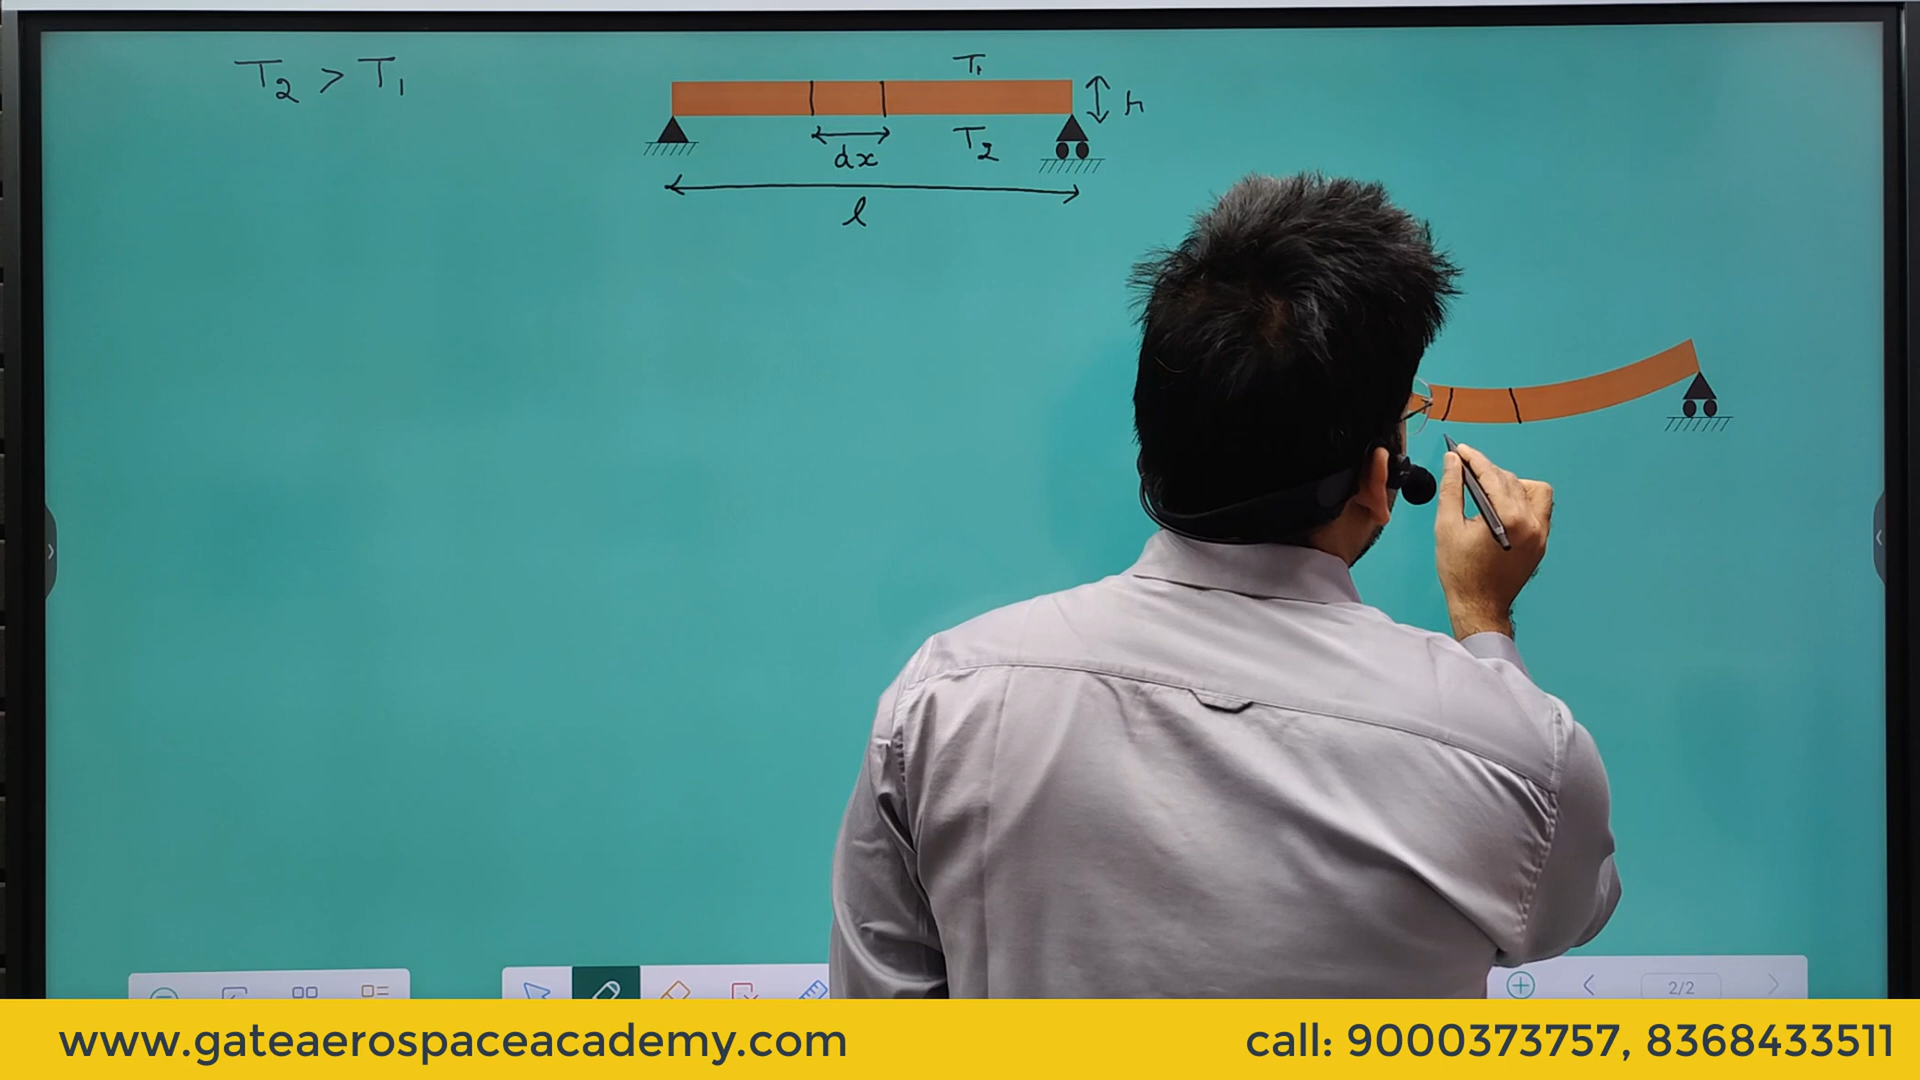 T₂ > T₁
T₁
h
T₂
dx
l
2/2
www.gateaerospaceacademy.com
call: 9000373757, 8368433511